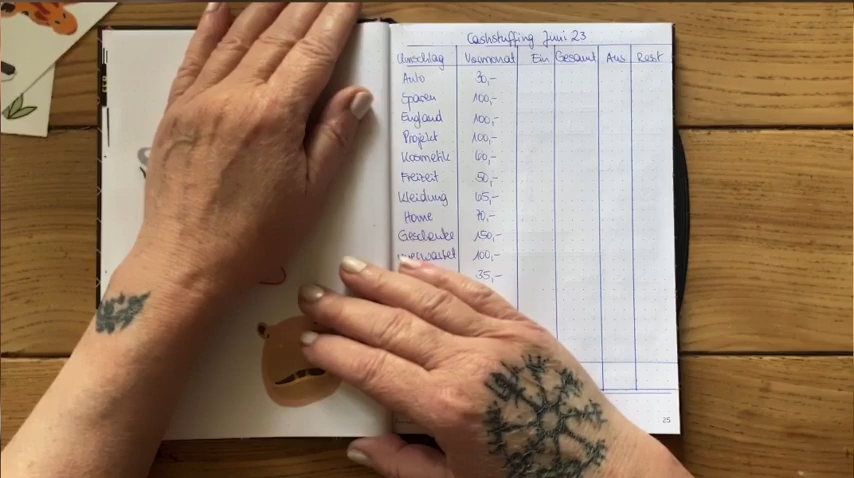 Cashstuffing Juni 23
Umschlag Vormonat Ein Gesamt Aus Rest
Auto 30,-
Sparen 100,-
England 100,-
Projekt 100,-
Kosmetik 60,-
Freizeit 50,-
Kleidung 65,-
Home 70,-
Geschenke 150,-
unerwartet 100,-
35,-
25